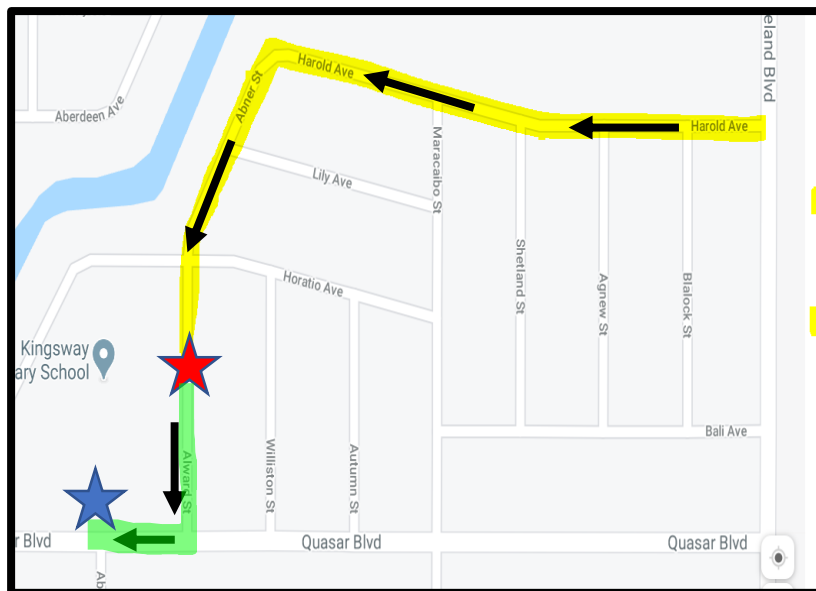 eland Blvd
Harold Ave
Harold Ave
Abner St
Aberdeen Ave
Lily Ave
Maracaibo St
Shetland St
Agnew St
Blalock St
Horatio Ave
Kingsway
ary School
Bali Ave
Alward St
Williston St
Autumn St
r Blvd
Quasar Blvd
Quasar Blvd
Ab